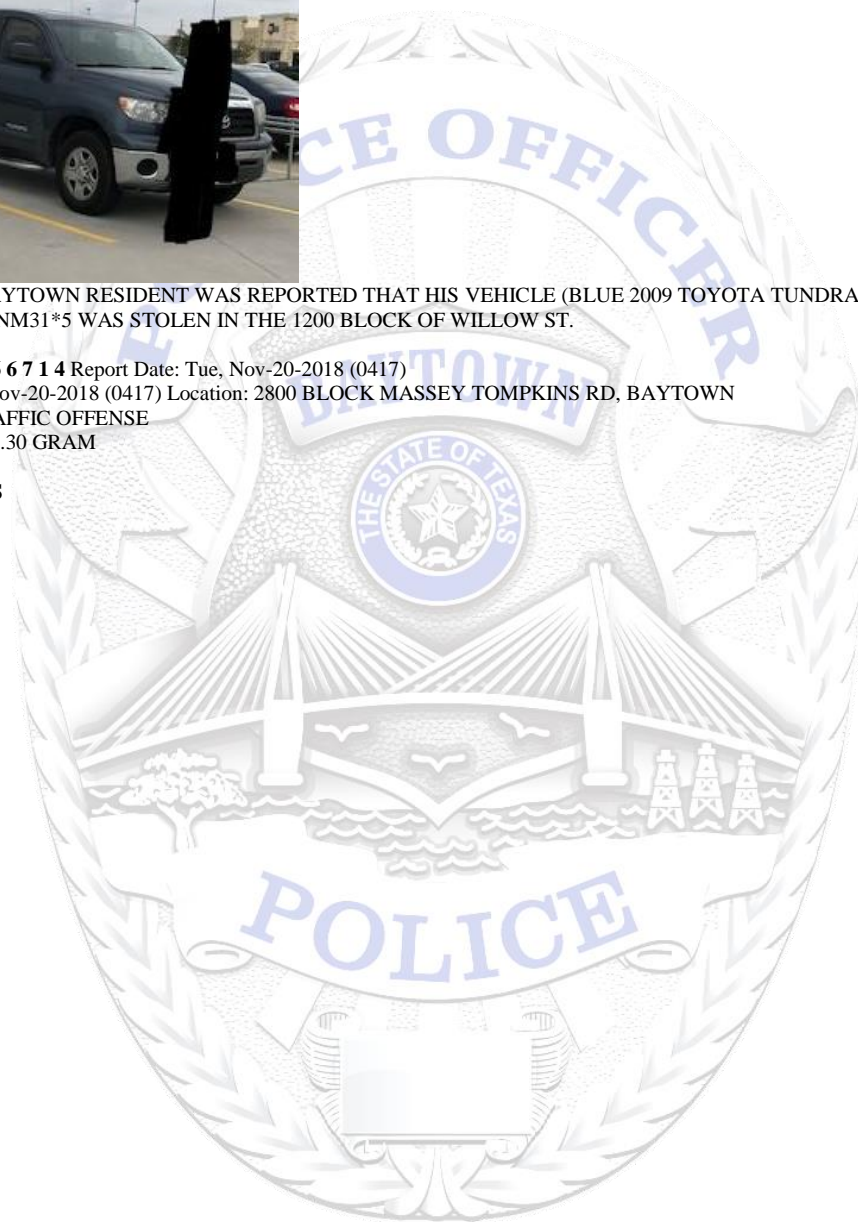 CE OFFICER
AYTOWN RESIDENT WAS REPORTED THAT HIS VEHICLE (BLUE 2009 TOYOTA TUNDRA
NM31*5 WAS STOLEN IN THE 1200 BLOCK OF WILLOW ST.
6 7 1 4 Report Date: Tue, Nov-20-2018 (0417)
ov-20-2018 (0417) Location: 2800 BLOCK MASSEY TOMPKINS RD, BAYTOWN
AFFIC OFFENSE
.30 GRAM
S
BAYTOWN
THE STATE OF TEXAS
POLICE